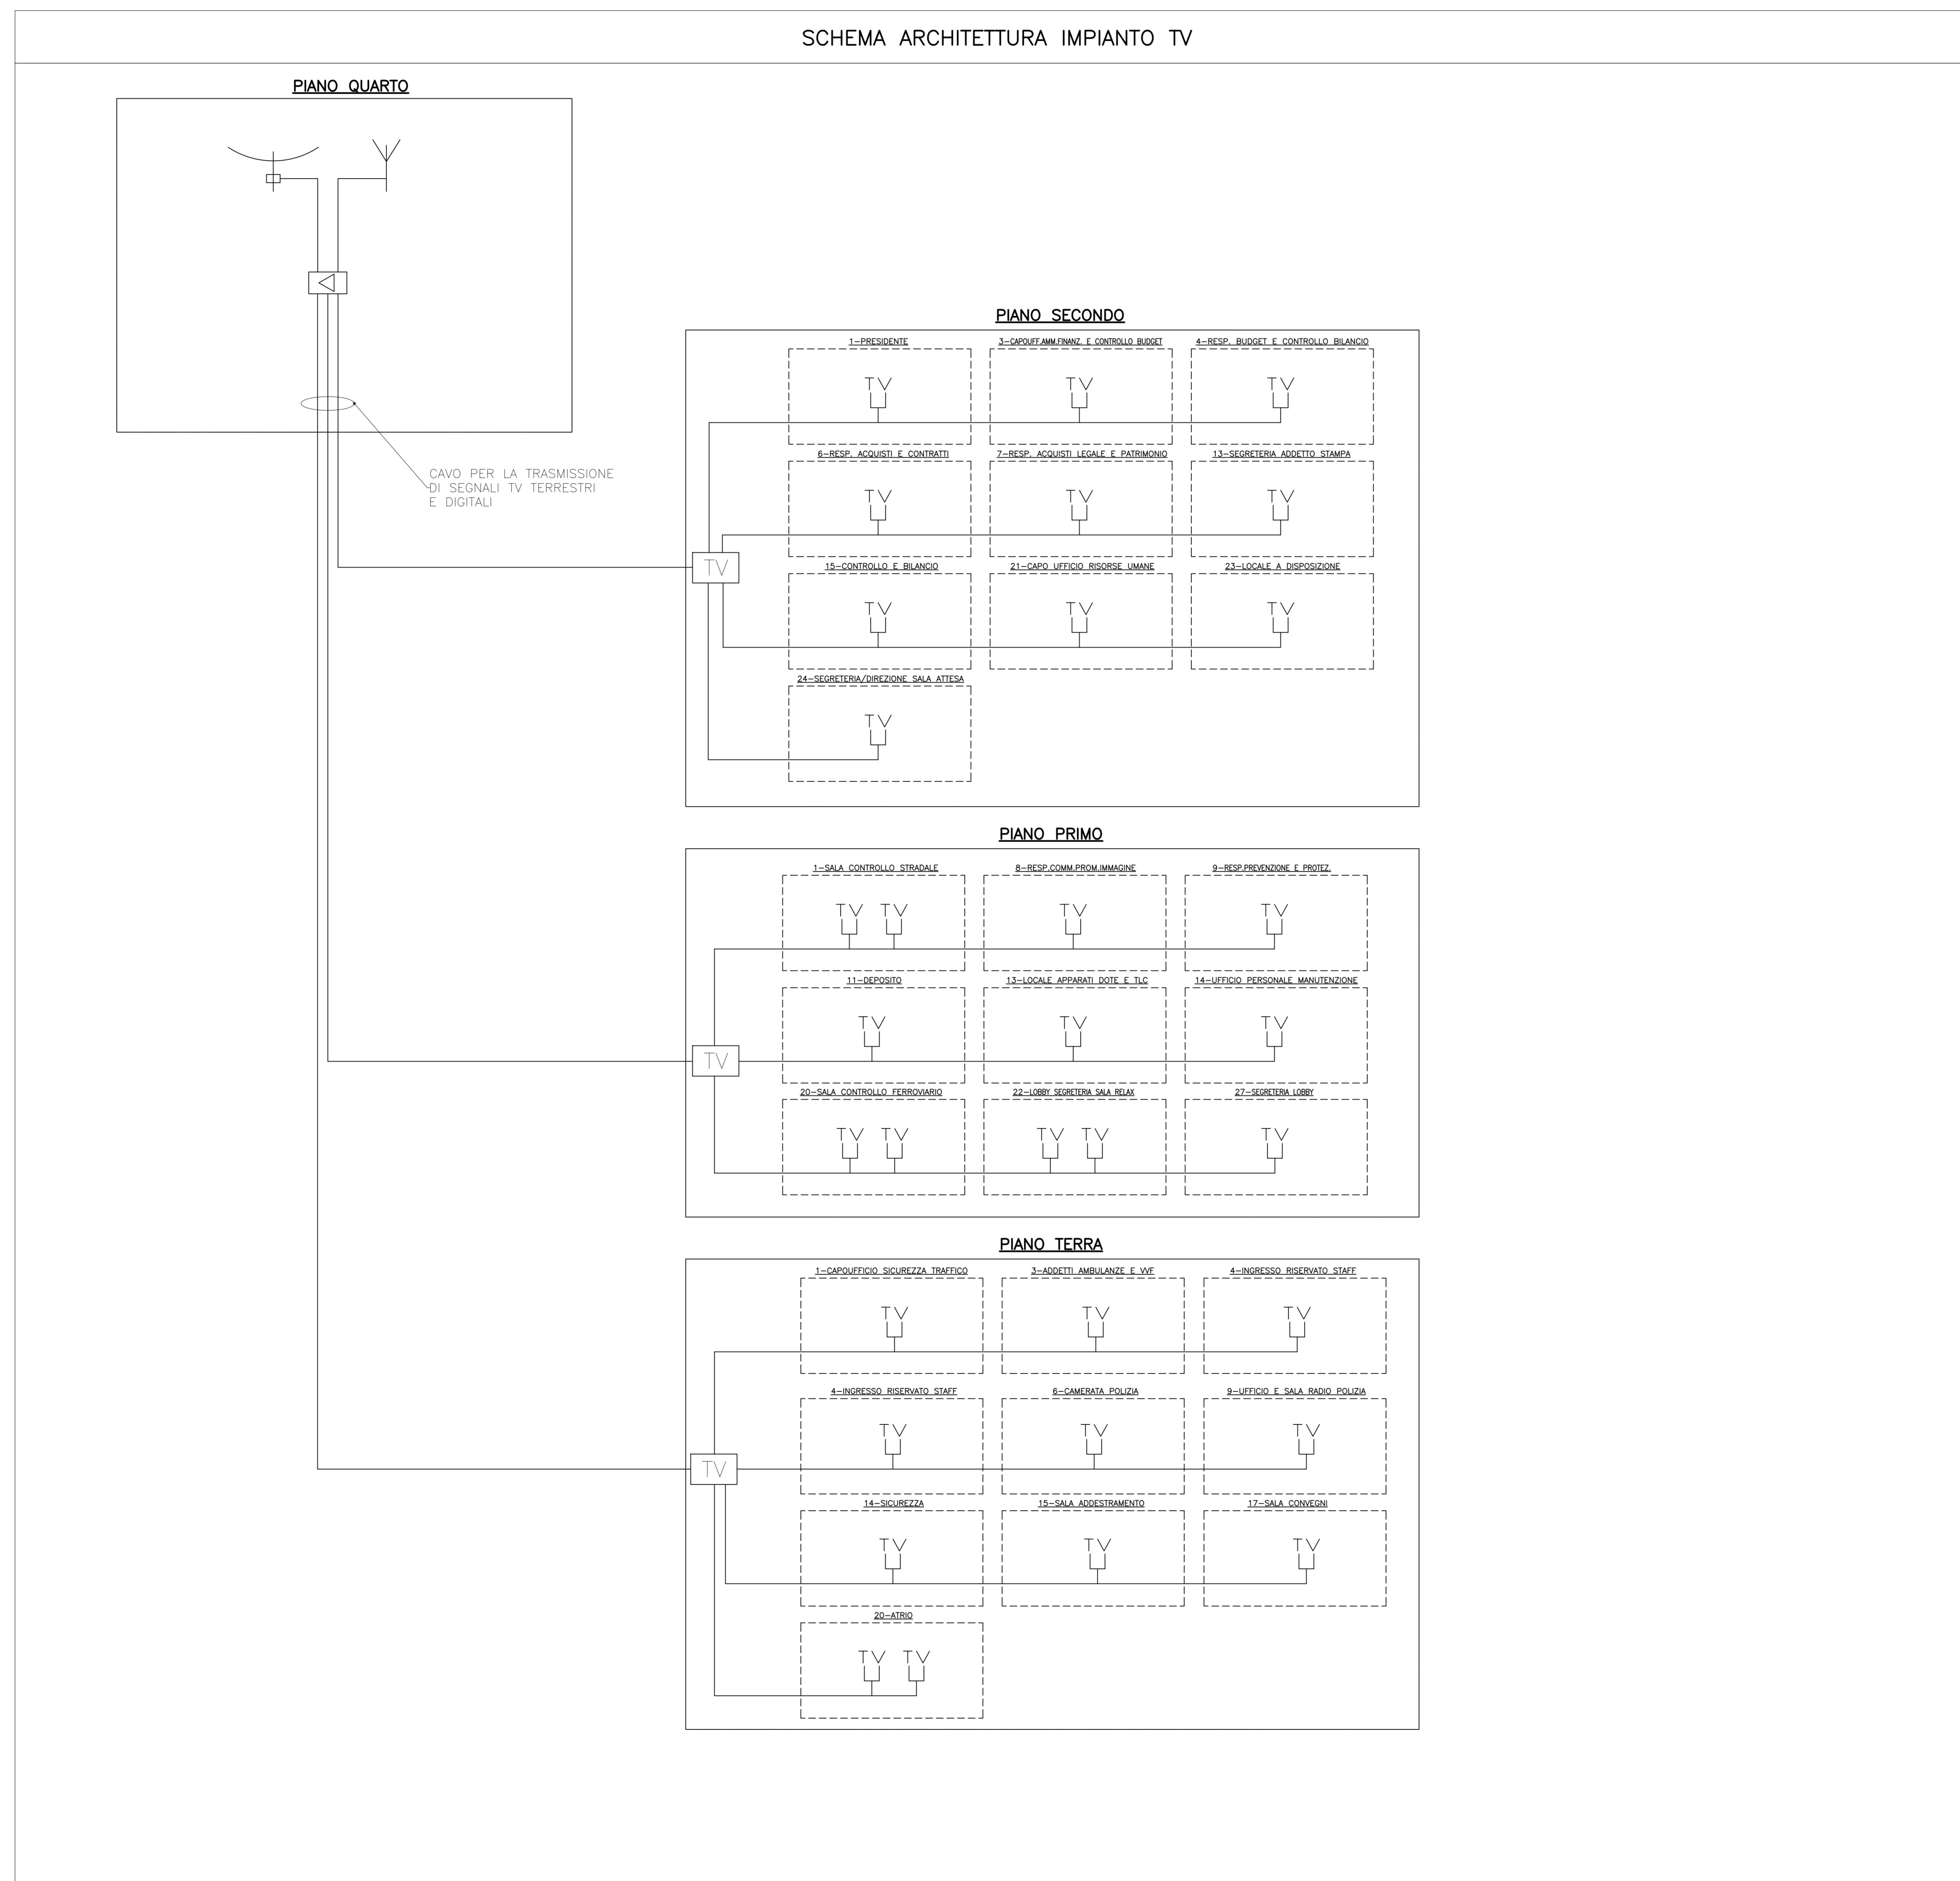 SCHEMA ARCHITETTURA IMPIANTO TV
PIANO QUARTO
CAVO PER LA TRASMISSIONE
DI SEGNALI TV TERRESTRI
E DIGITALI
PIANO SECONDO
1-PRESIDENTE
3-CAPOUFF.AMM.FINANZ. E CONTROLLO BUDGET
4-RESP. BUDGET E CONTROLLO BILANCIO
TV
TV
TV
6-RESP. ACQUISTI E CONTRATTI
7-RESP. ACQUISTI LEGALE E PATRIMONIO
13-SEGRETERIA ADDETTO STAMPA
TV
TV
TV
TV
15-CONTROLLO E BILANCIO
21-CAPO UFFICIO RISORSE UMANE
23-LOCALE A DISPOSIZIONE
TV
TV
TV
24-SEGRETERIA/DIREZIONE SALA ATTESA
TV
PIANO PRIMO
1-SALA CONTROLLO STRADALE
8-RESP.COMM.PROM.IMMAGINE
9-RESP.PREVENZIONE E PROTEZ.
TV TV
TV
TV
11-DEPOSITO
13-LOCALE APPARATI DOTE E TLC
14-UFFICIO PERSONALE MANUTENZIONE
TV
TV
TV
TV
20-SALA CONTROLLO FERROVIARIO
22-LOBBY SEGRETERIA SALA RELAX
27-SEGRETERIA LOBBY
TV TV
TV TV
TV
PIANO TERRA
1-CAPOUFFICIO SICUREZZA TRAFFICO
3-ADDETTI AMBULANZE E VVF
4-INGRESSO RISERVATO STAFF
TV
TV
TV
4-INGRESSO RISERVATO STAFF
6-CAMERATA POLIZIA
9-UFFICIO E SALA RADIO POLIZIA
TV
TV
TV
TV
14-SICUREZZA
15-SALA ADDESTRAMENTO
17-SALA CONVEGNI
TV
TV
TV
20-ATRIO
TV TV